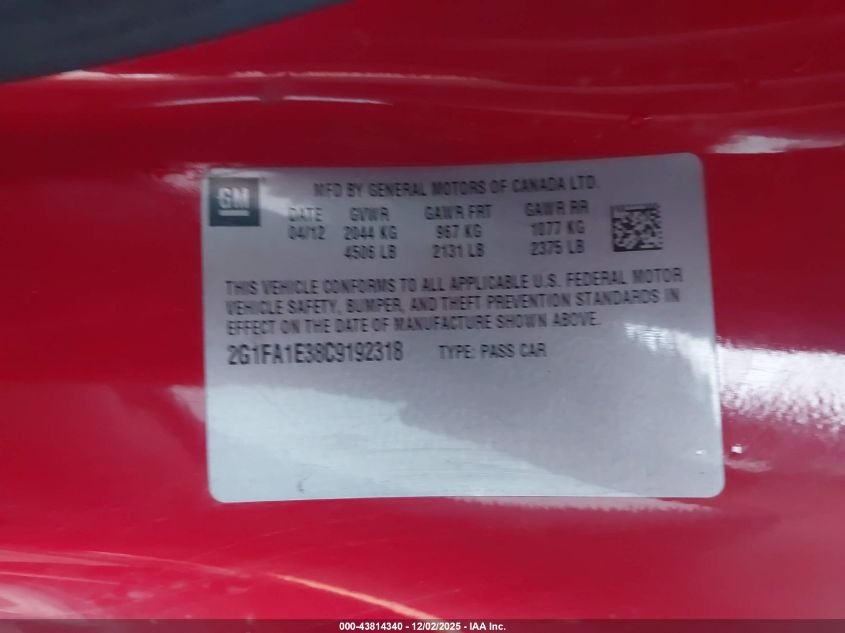 GM
MFD BY GENERAL MOTORS OF CANADA LTD.
DATE GVWR GAWR FRT GAWR RR
04/12 2044 KG 967 KG 1077 KG
4506 LB 2131 LB 2375 LB
THIS VEHICLE CONFORMS TO ALL APPLICABLE U.S. FEDERAL MOTOR
VEHICLE SAFETY, BUMPER, AND THEFT PREVENTION STANDARDS IN
EFFECT ON THE DATE OF MANUFACTURE SHOWN ABOVE.
2G1FA1E38C9192318 TYPE: PASS CAR
000-43814340 - 12/02/2025 - IAA Inc.